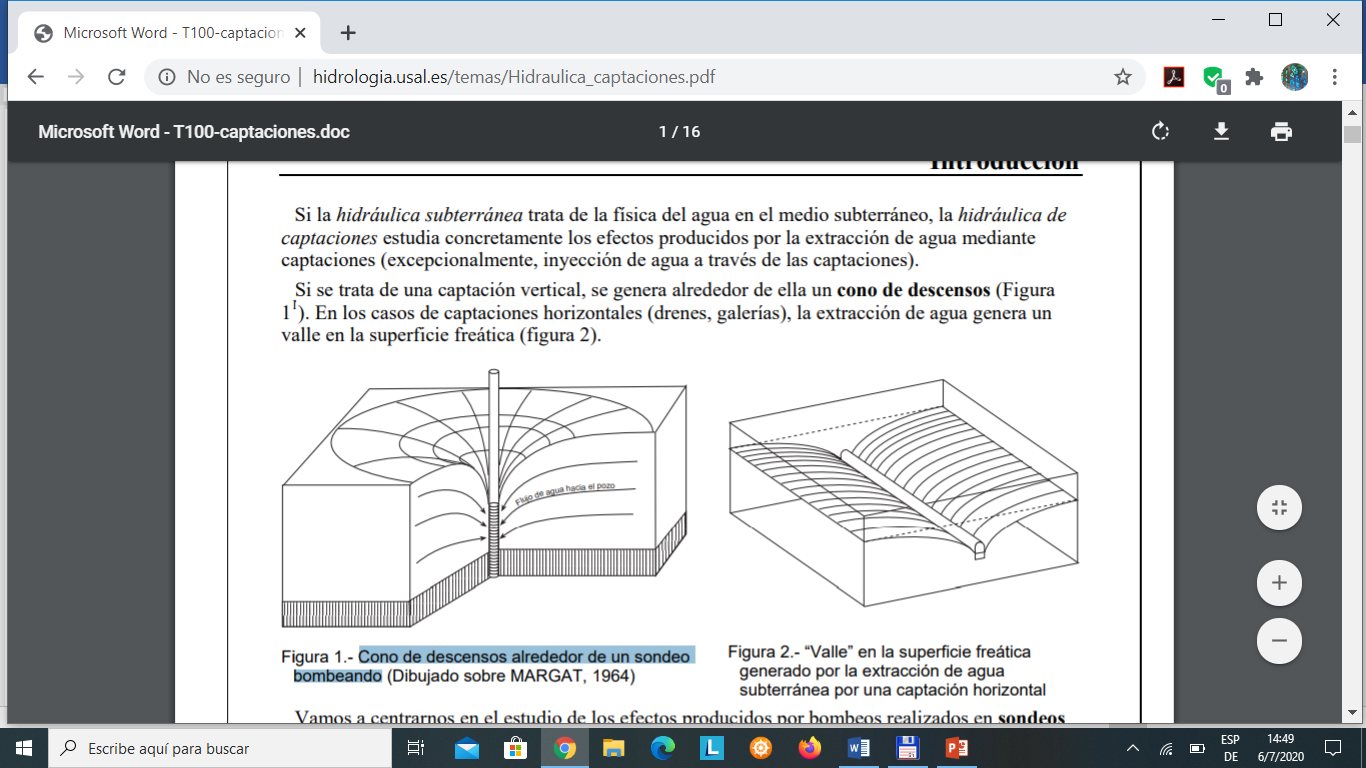 Microsoft Word - T100-captacion
No es seguro | hidrologia.usal.es/temas/Hidraulica_captaciones.pdf
0
Microsoft Word - T100-captaciones.doc
1 / 16
Introducción
Si la hidráulica subterránea trata de la física del agua en el medio subterráneo, la hidráulica de
captaciones estudia concretamente los efectos producidos por la extracción de agua mediante
captaciones (excepcionalmente, inyección de agua a través de las captaciones).
Si se trata de una captación vertical, se genera alrededor de ella un cono de descensos (Figura
1¹). En los casos de captaciones horizontales (drenes, galerías), la extracción de agua genera un
valle en la superficie freática (figura 2).
Flujo de agua hacia el pozo
Figura 1.- Cono de descensos alrededor de un sondeo
bombeando (Dibujado sobre MARGAT, 1964)
Figura 2.- “Valle” en la superficie freática
generado por la extracción de agua
subterránea por una captación horizontal
Vamos a centrarnos en el estudio de los efectos producidos por bombeos realizados en sondeos
Escribe aquí para buscar
L
ESP
DE
14:49
6/7/2020